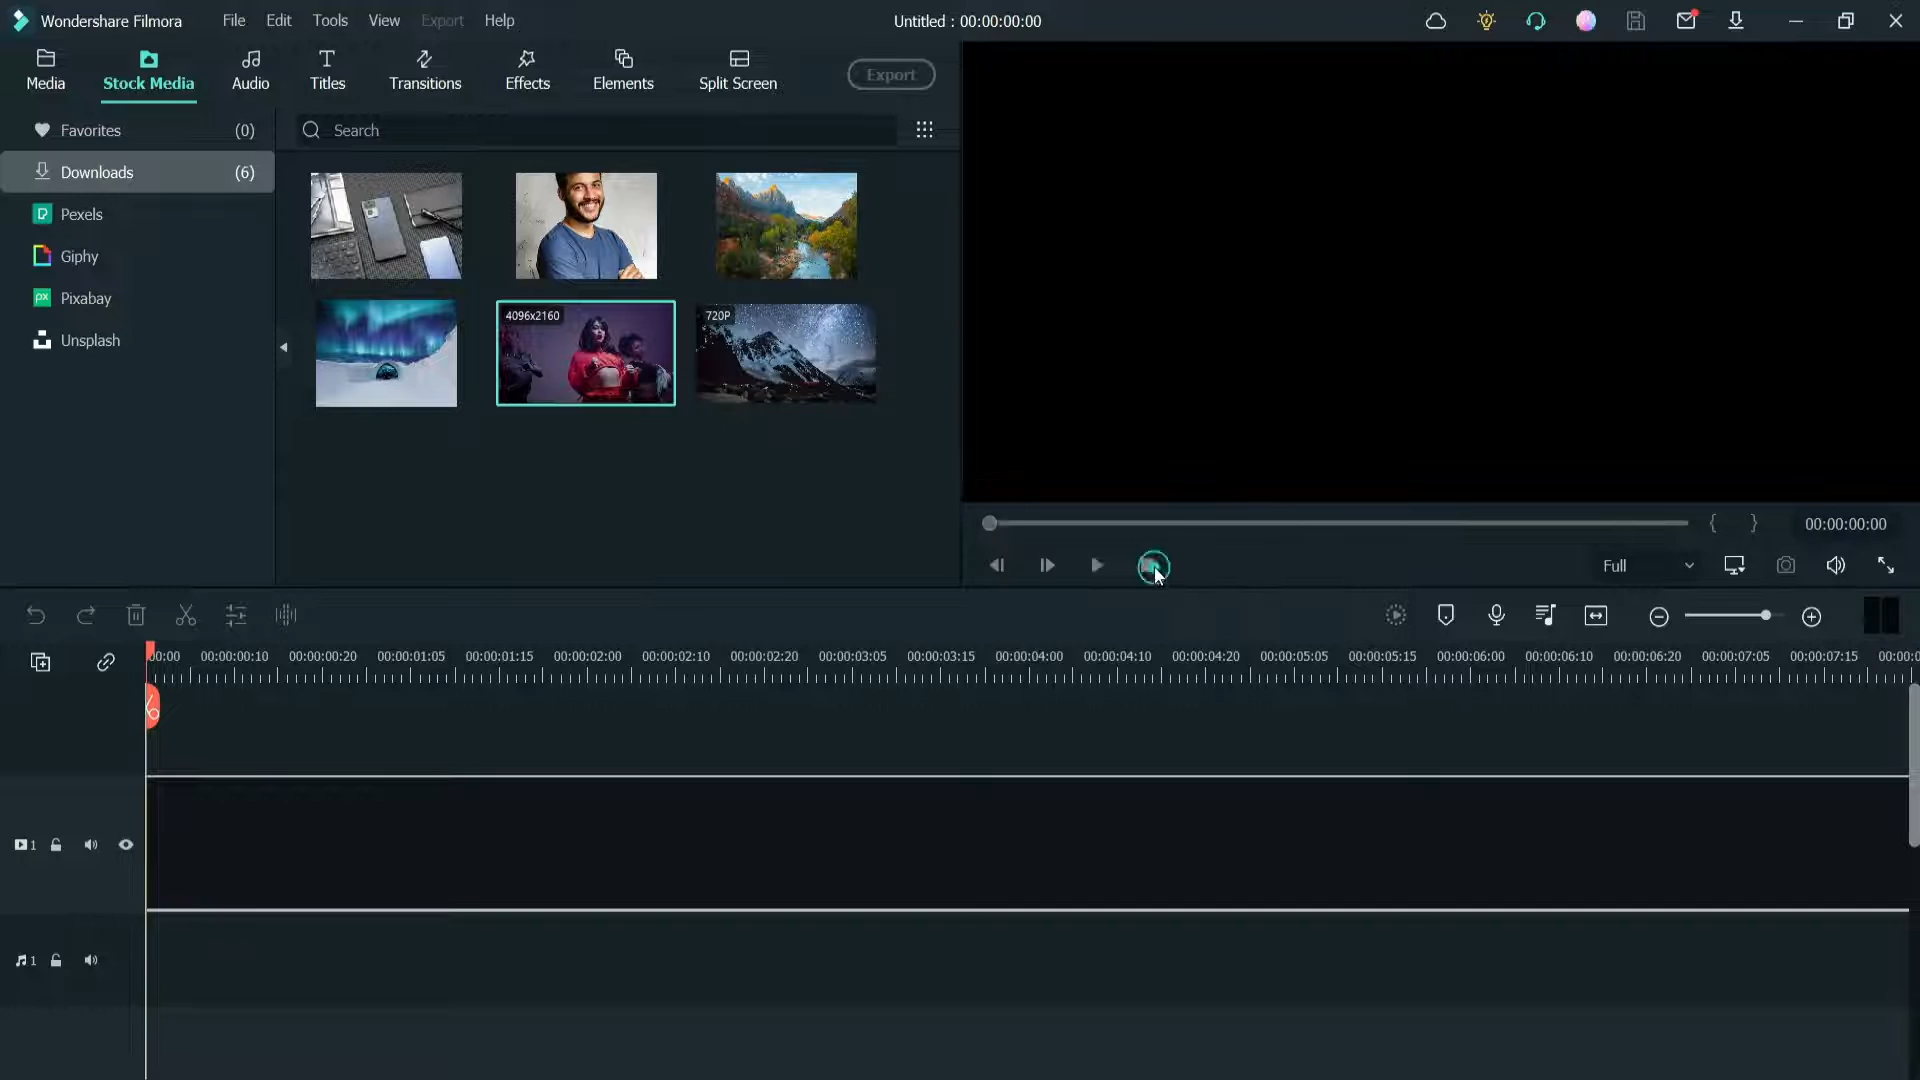 Wondershare Filmora File Edit Tools View Export Help Untitled : 00:00:00:00
Media Stock Media Audio Titles Transitions Effects Elements Split Screen Export
Favorites (0) Search
Downloads (6)
Pexels
Giphy
Pixabay
Unsplash
4096x2160 720P
{ } 00:00:00:00
Full
00:00 00:00:00:10 00:00:00:20 00:00:01:05 00:00:01:15 00:00:02:00 00:00:02:10 00:00:02:20 00:00:03:05 00:00:03:15 00:00:04:00 00:00:04:10 00:00:04:20 00:00:05:05 00:00:05:15 00:00:06:00 00:00:06:10 00:00:06:20 00:00:07:05 00:00:07:15 00:00:0
1
1